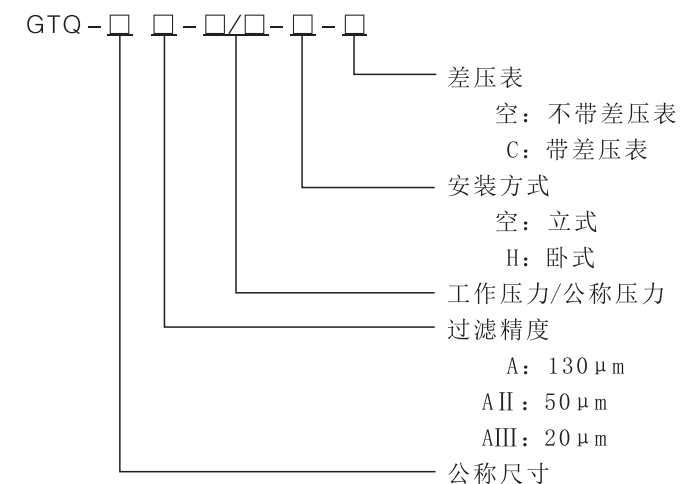 GTQ-□ □-□/□-□-□
差压表
空：不带差压表
C：带差压表
安装方式
空：立式
H：卧式
工作压力/公称压力
过滤精度
A：130μm
AⅡ：50μm
AⅢ：20μm
公称尺寸